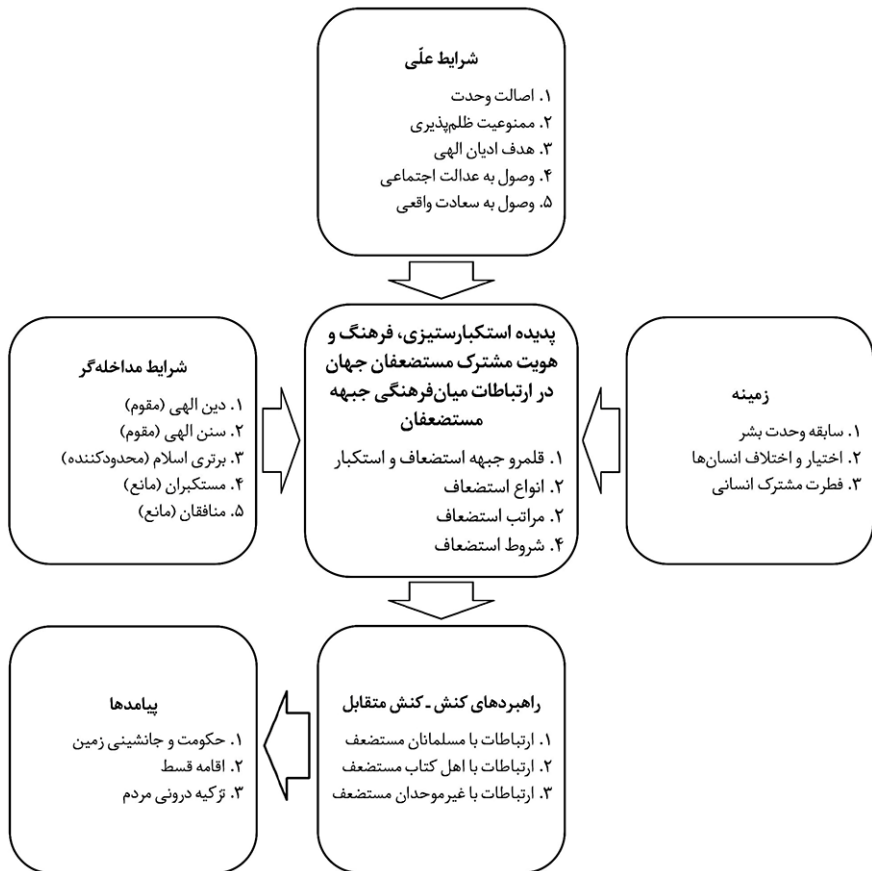 شرایط علّی
۱. اصالت وحدت
۲. ممنوعیت ظلم‌پذیری
۳. هدف ادیان الهی
۴. وصول به عدالت اجتماعی
۵. وصول به سعادت واقعی
زمینه
۱. سابقه وحدت بشر
۲. اختیار و اختلاف انسان‌ها
۳. فطرت مشترک انسانی
پدیده استکبارستیزی، فرهنگ و
هویت مشترک مستضعفان جهان
در ارتباطات میان‌فرهنگی جبهه
مستضعفان
۱. قلمرو جبهه استضعاف و استکبار
۲. انواع استضعاف
۲. مراتب استضعاف
۴. شروط استضعاف
شرایط مداخله‌گر
۱. دین الهی (مقوم)
۲. سنن الهی (مقوم)
۳. برتری اسلام (محدودکننده)
۴. مستکبران (مانع)
۵. منافقان (مانع)
راهبردهای کنش ـ کنش متقابل
۱. ارتباطات با مسلمانان مستضعف
۲. ارتباطات با اهل کتاب مستضعف
۳. ارتباطات با غیرموحدان مستضعف
پیامدها
۱. حکومت و جانشینی زمین
۲. اقامه قسط
۳. تزکیه درونی مردم